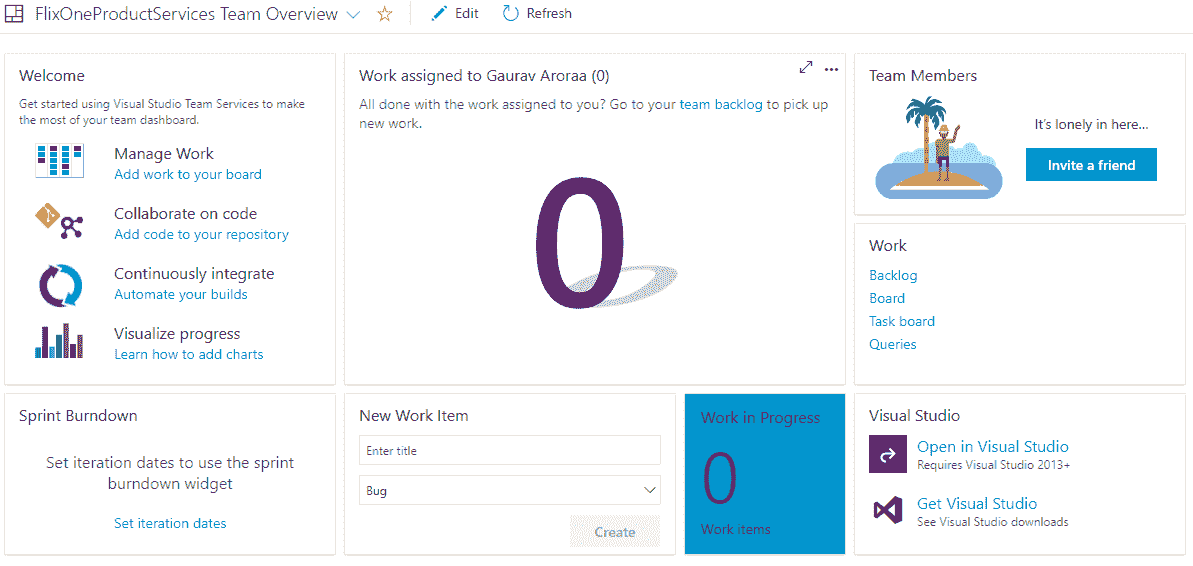 FlixOneProductServices Team Overview
Edit
Refresh
Welcome
Get started using Visual Studio Team Services to make
the most of your team dashboard.
Manage Work
Add work to your board
Collaborate on code
Add code to your repository
Continuously integrate
Automate your builds
Visualize progress
Learn how to add charts
Work assigned to Gaurav Aroraa (0)
All done with the work assigned to you? Go to your team backlog to pick up
new work.
0
Team Members
It's lonely in here...
Invite a friend
Work
Backlog
Board
Task board
Queries
Sprint Burndown
Set iteration dates to use the sprint
burndown widget
Set iteration dates
New Work Item
Enter title
Bug
Create
Work in Progress
0
Work items
Visual Studio
Open in Visual Studio
Requires Visual Studio 2013+
Get Visual Studio
See Visual Studio downloads